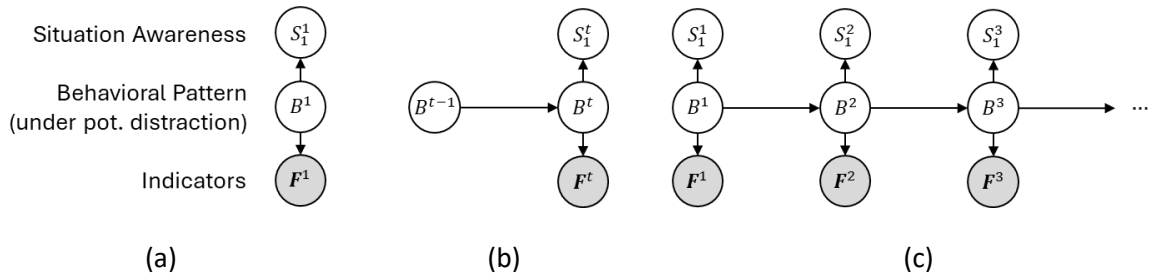 Situation Awareness S₁¹ S₁ᵗ S₁¹ S₁² S₁³
Behavioral Pattern
(under pot. distraction) B¹ Bᵗ⁻¹ Bᵗ B¹ B² B³ ...
Indicators F¹ Fᵗ F¹ F² F³
(a) (b) (c)